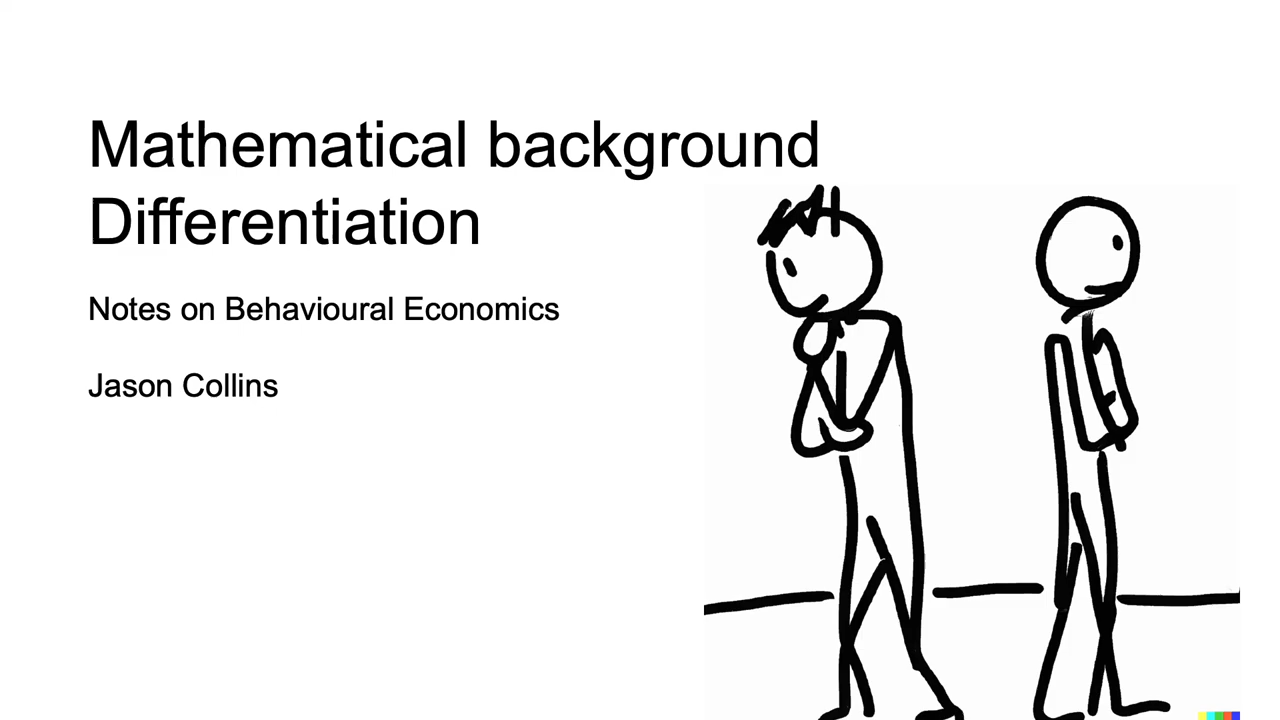 Mathematical background
Differentiation
Notes on Behavioural Economics
Jason Collins